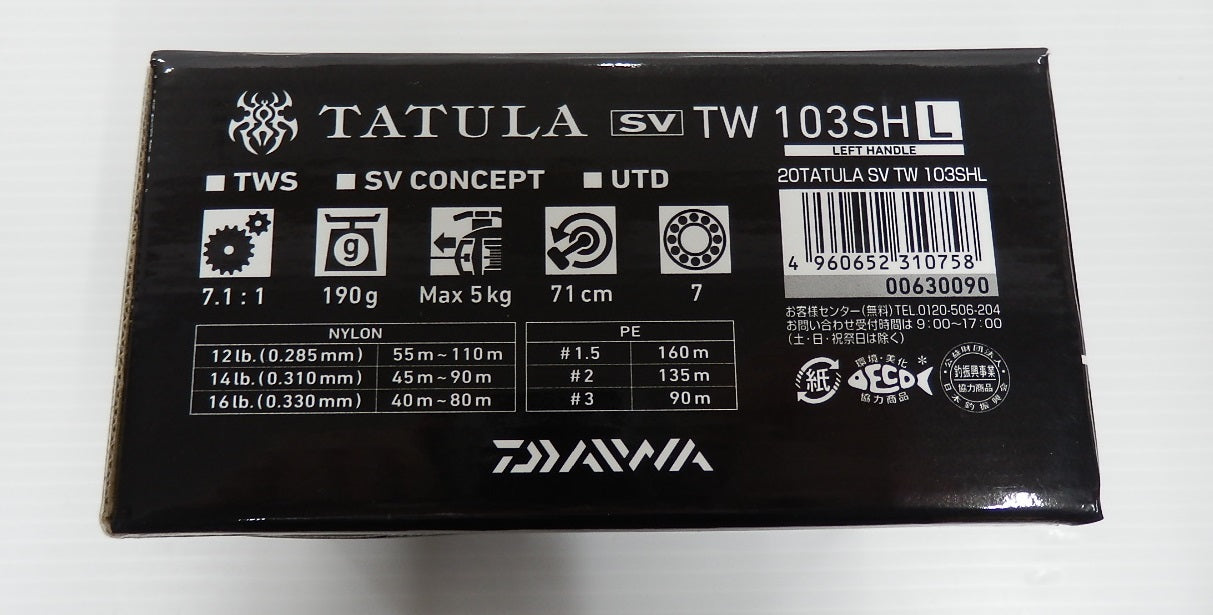 TATULA SV TW 103SH L
LEFT HANDLE
■ TWS ■ SV CONCEPT ■ UTD
20TATULA SV TW 103SHL
g
7.1 : 1 190g Max 5kg 71cm 7
4 960652 310758
00630090
お客様センター(無料)TEL.0120-506-204
お問い合わせ受付時間は 9:00~17:00
(土・日・祝祭日は除く)
NYLON
12lb.(0.285mm) 55m~110m
14lb.(0.310mm) 45m~90m
16lb.(0.330mm) 40m~80m
PE
#1.5 160m
#2 135m
#3 90m
紙
環境・美化
ECO
協力商品
公益財団法人
釣振興事業
協力商品
日本釣振興会
DAIWA